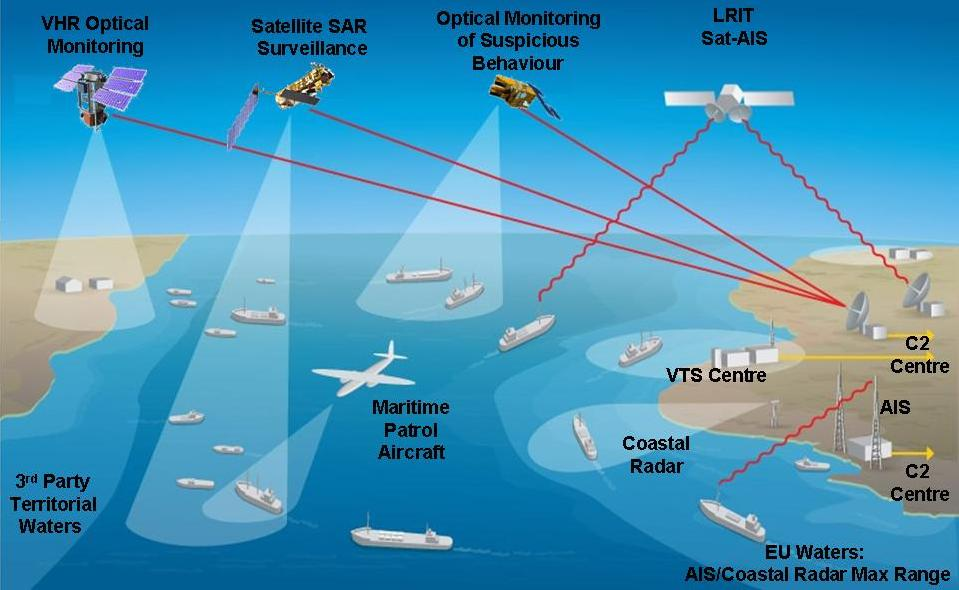 VHR Optical
Monitoring
Satellite SAR
Surveillance
Optical Monitoring
of Suspicious
Behaviour
LRIT
Sat-AIS
C2
Centre
VTS Centre
Maritime
Patrol
Aircraft
AIS
Coastal
Radar
C2
Centre
3rd Party
Territorial
Waters
EU Waters:
AIS/Coastal Radar Max Range